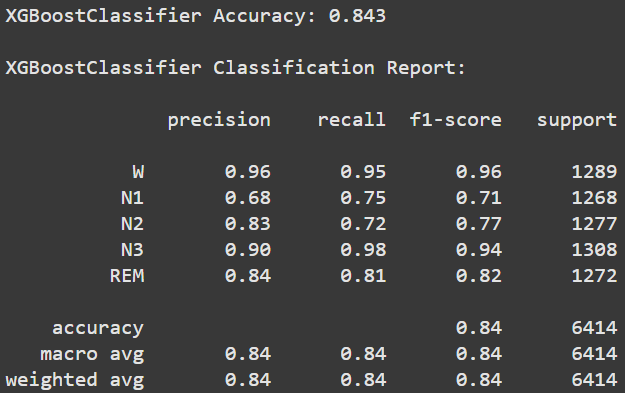 XGBoostClassifier Accuracy: 0.843
XGBoostClassifier Classification Report:
precision recall f1-score support
W 0.96 0.95 0.96 1289
N1 0.68 0.75 0.71 1268
N2 0.83 0.72 0.77 1277
N3 0.90 0.98 0.94 1308
REM 0.84 0.81 0.82 1272
accuracy 0.84 6414
macro avg 0.84 0.84 0.84 6414
weighted avg 0.84 0.84 0.84 6414